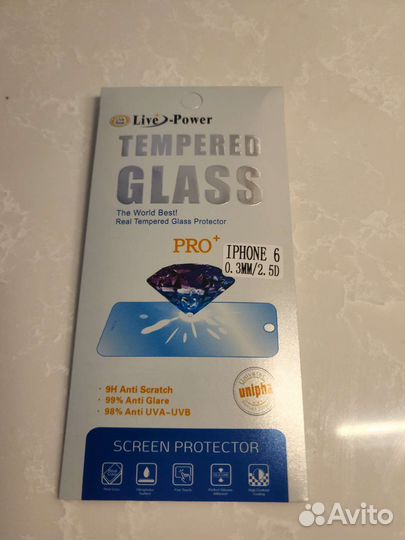 Live-Power
TEMPERED
GLASS
The World Best!
Real Tempered Glass Protector
PRO+
IPHONE 6
0.3MM/2.5D
9H Anti Scratch
99% Anti Glare
98% Anti UVA-UVB
unipha
SCREEN PROTECTOR
Avito